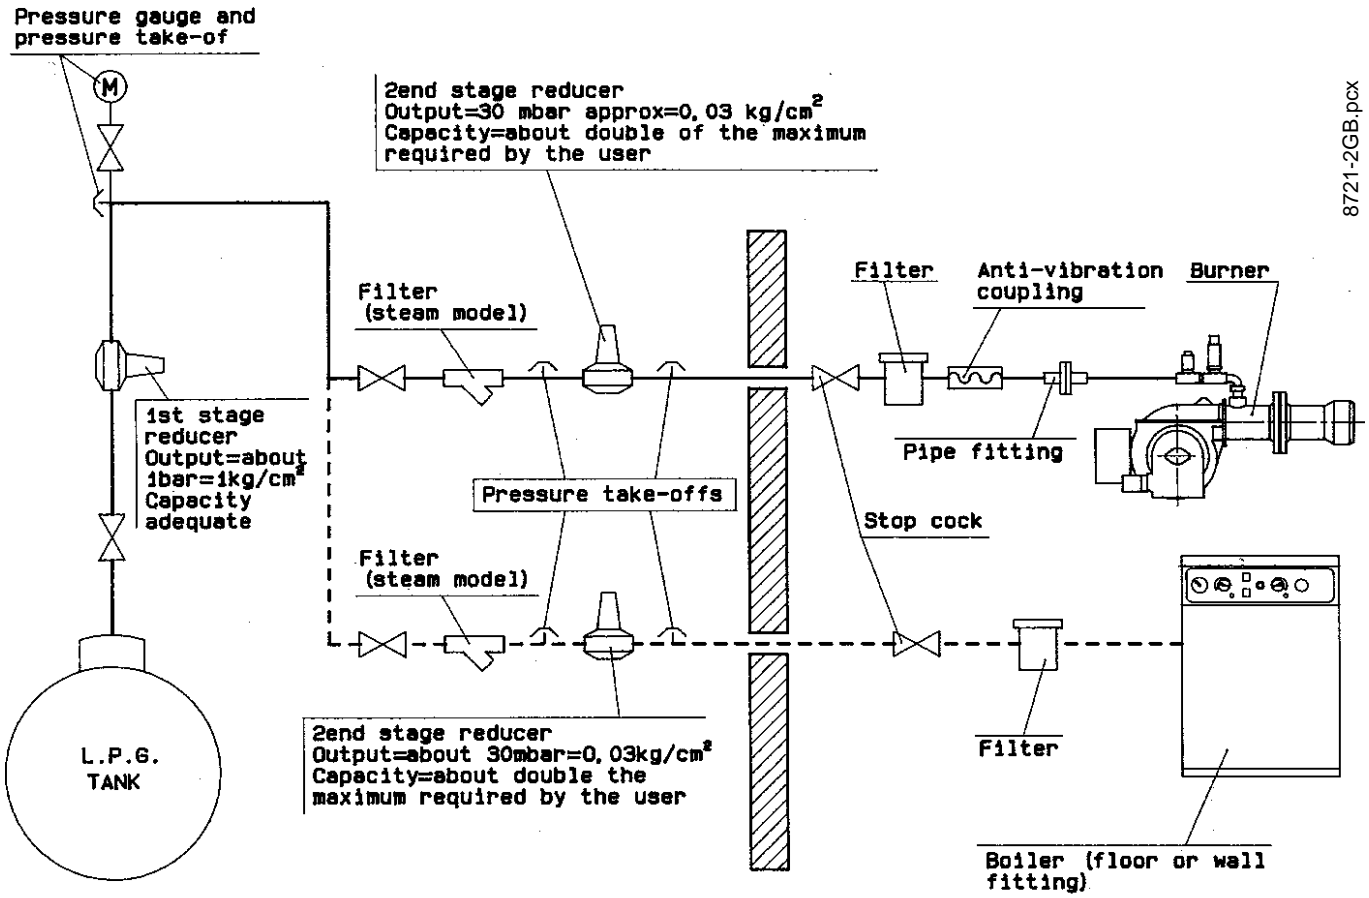 Pressure gauge and
pressure take-of
M
2end stage reducer
Output=30 mbar approx=0,03 kg/cm²
Capacity=about double of the maximum
required by the user
8721-2GB.pcx
Filter
(steam model)
Filter
Anti-vibration
coupling
Burner
1st stage
reducer
Output=about
1bar=1kg/cm²
Capacity
adequate
Pipe fitting
Pressure take-offs
Stop cock
Filter
(steam model)
L.P.G.
TANK
2end stage reducer
Output=about 30mbar=0,03kg/cm²
Capacity=about double the
maximum required by the user
Filter
Boiler (floor or wall
fitting)